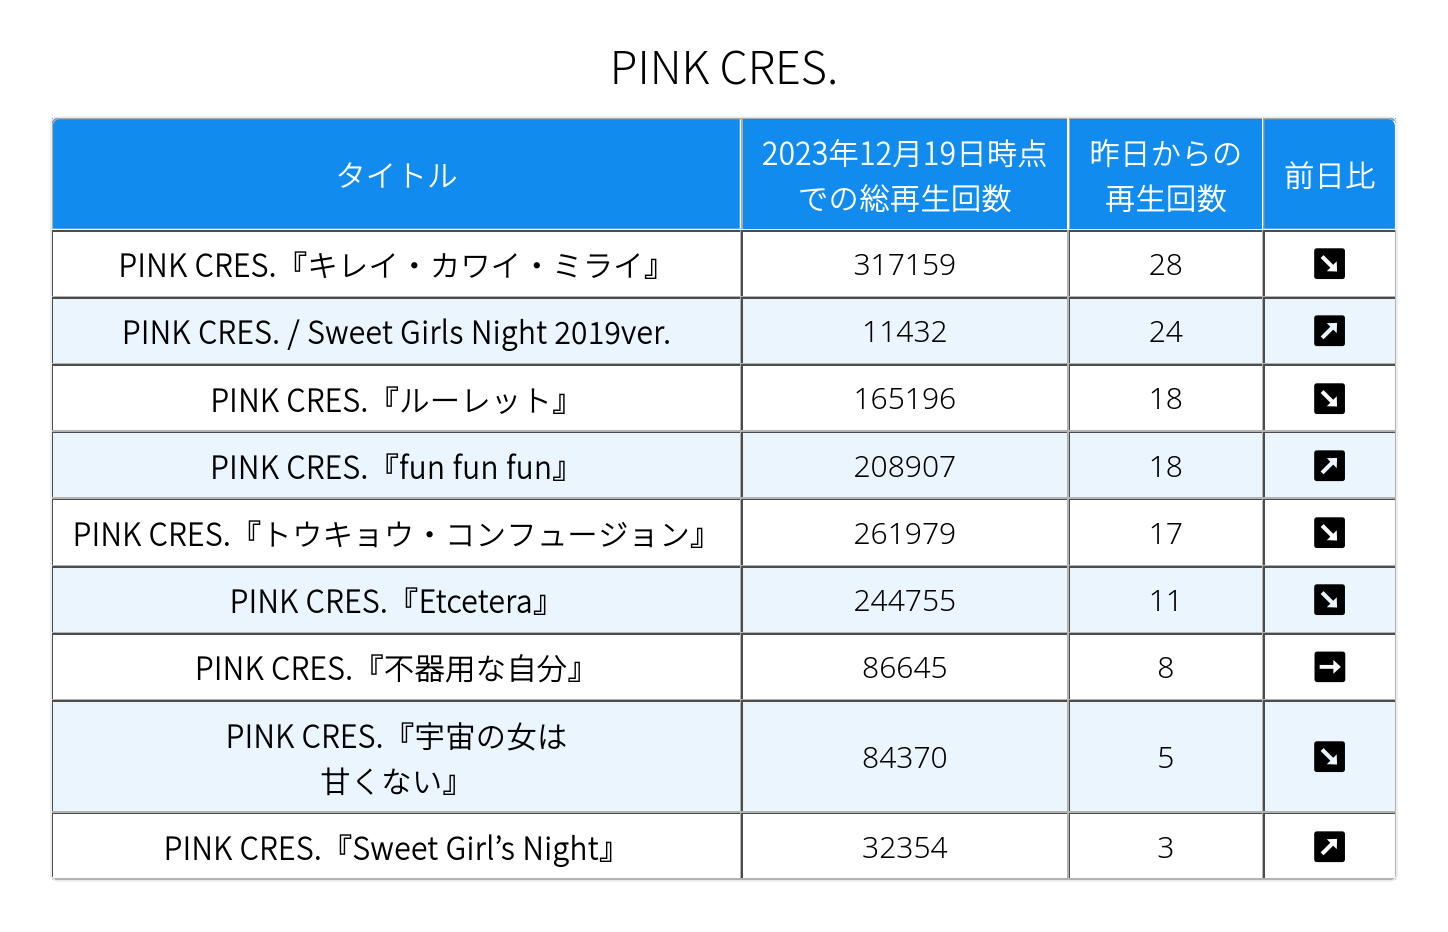 PINK CRES.
タイトル 2023年12月19日時点 昨日からの 前日比
での総再生回数 再生回数
PINK CRES.『キレイ・カワイ・ミライ』 317159 28 ↘
PINK CRES. / Sweet Girls Night 2019ver. 11432 24 ↗
PINK CRES.『ルーレット』 165196 18 ↘
PINK CRES.『fun fun fun』 208907 18 ↗
PINK CRES.『トウキョウ・コンフュージョン』 261979 17 ↘
PINK CRES.『Etcetera』 244755 11 ↘
PINK CRES.『不器用な自分』 86645 8 →
PINK CRES.『宇宙の女は
甘くない』 84370 5 ↘
PINK CRES.『Sweet Girl’s Night』 32354 3 ↗